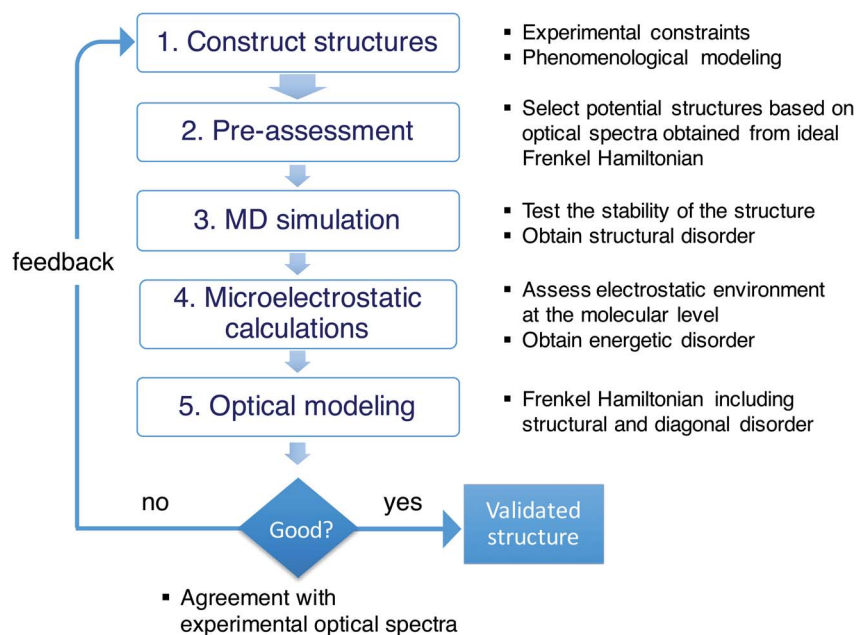 1. Construct structures
▪ Experimental constraints
▪ Phenomenological modeling
2. Pre-assessment
▪ Select potential structures based on
optical spectra obtained from ideal
Frenkel Hamiltonian
3. MD simulation
▪ Test the stability of the structure
▪ Obtain structural disorder
feedback
4. Microelectrostatic
calculations
▪ Assess electrostatic environment
at the molecular level
▪ Obtain energetic disorder
5. Optical modeling
▪ Frenkel Hamiltonian including
structural and diagonal disorder
no
Good?
yes
Validated
structure
▪ Agreement with
experimental optical spectra